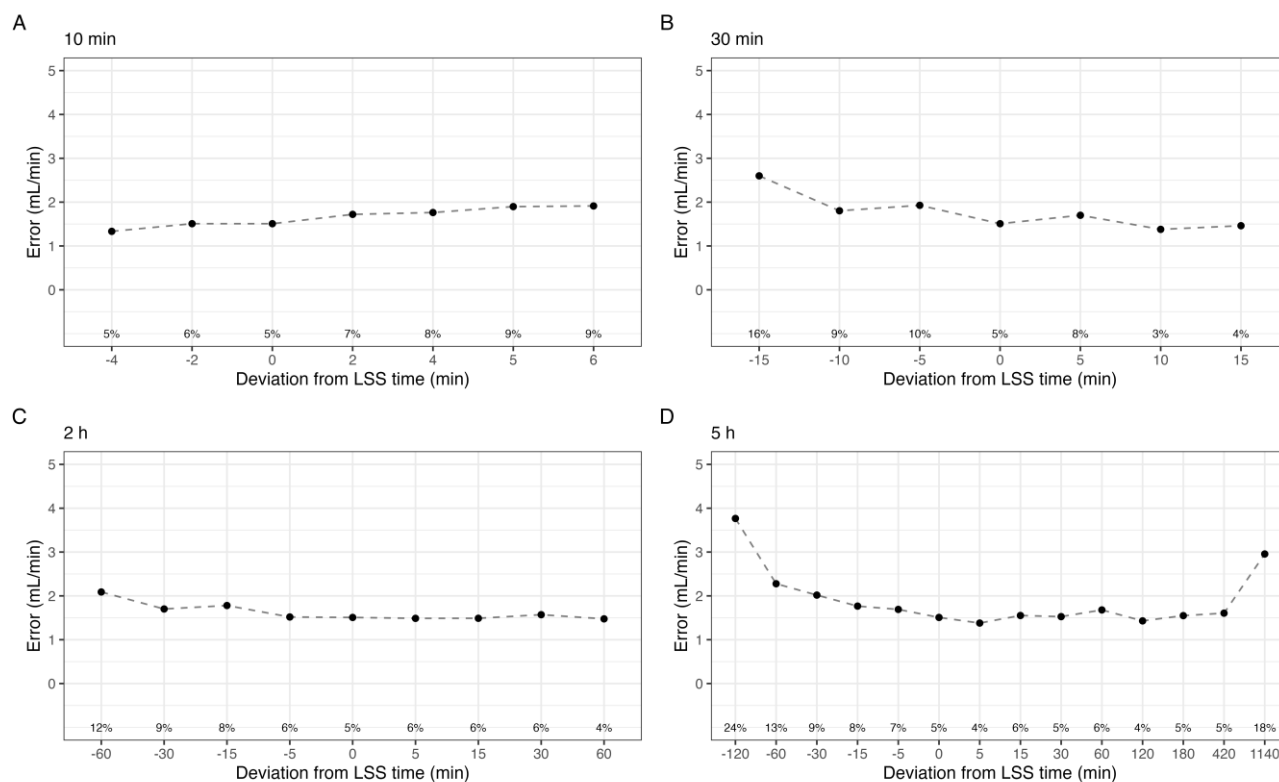 A
10 min
5
4
3
2
1
0
Error (mL/min)
5% 6% 5% 7% 8% 9% 9%
-4 -2 0 2 4 5 6
Deviation from LSS time (min)
B
30 min
5
4
3
2
1
0
Error (mL/min)
16% 9% 10% 5% 8% 3% 4%
-15 -10 -5 0 5 10 15
Deviation from LSS time (min)
C
2 h
5
4
3
2
1
0
Error (mL/min)
12% 9% 8% 6% 5% 6% 6% 6% 4%
-60 -30 -15 -5 0 5 15 30 60
Deviation from LSS time (min)
D
5 h
5
4
3
2
1
0
Error (mL/min)
24% 13% 9% 8% 7% 5% 4% 6% 5% 6% 4% 5% 5% 18%
-120 -60 -30 -15 -5 0 5 15 30 60 120 180 420 1140
Deviation from LSS time (min)